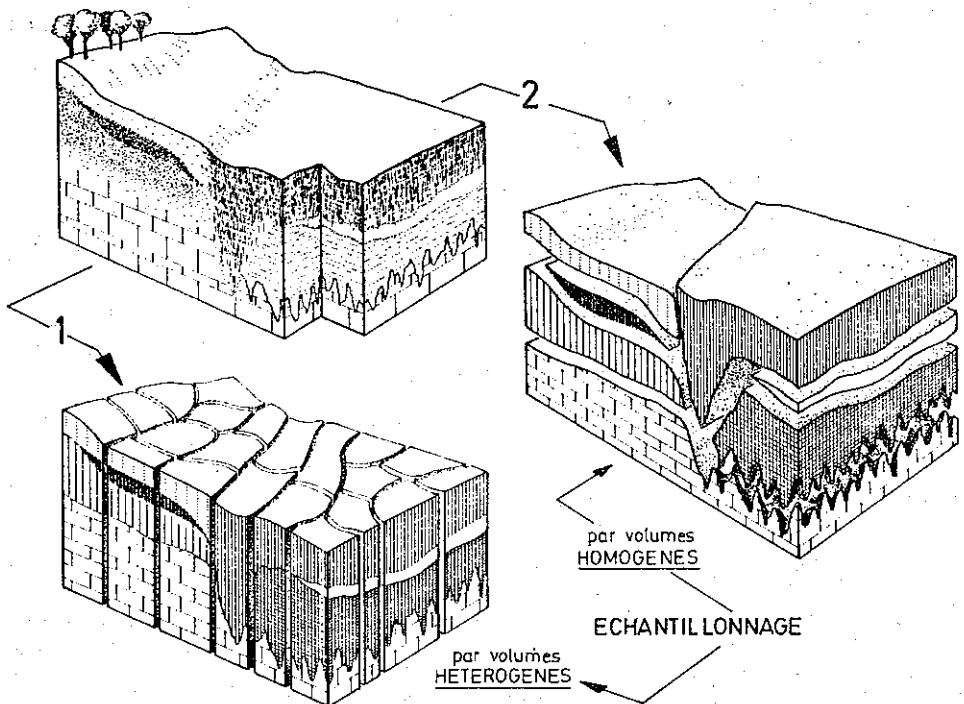 2
1
par volumes
HOMOGENES
ECHANTILLONNAGE
par volumes
HETEROGENES